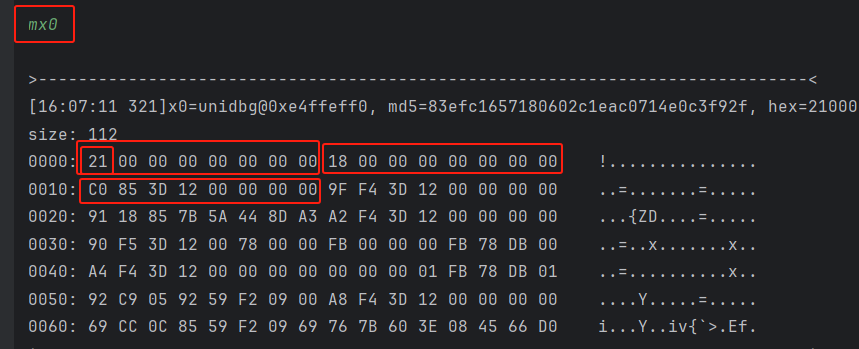 mx0
>-----------------------------------------------------------------------------<
[16:07:11 321]x0=unidbg@0xe4ffeff0, md5=83efc1657180602c1eac0714e0c3f92f, hex=21000
size: 112
0000: 21 00 00 00 00 00 00 00 18 00 00 00 00 00 00 00    !...............
0010: C0 85 3D 12 00 00 00 00 9F F4 3D 12 00 00 00 00    ..=.......=.....
0020: 91 18 85 7B 5A 44 8D A3 A2 F4 3D 12 00 00 00 00    ...{ZD....=.....
0030: 90 F5 3D 12 00 78 00 00 FB 00 00 00 FB 78 DB 00    ..=..x.......x..
0040: A4 F4 3D 12 00 00 00 00 00 00 00 01 FB 78 DB 01    ..=..........x..
0050: 92 C9 05 92 59 F2 09 00 A8 F4 3D 12 00 00 00 00    ....Y.....=.....
0060: 69 CC 0C 85 59 F2 09 69 76 7B 60 3E 08 45 66 D0    i...Y..iv{`>.Ef.